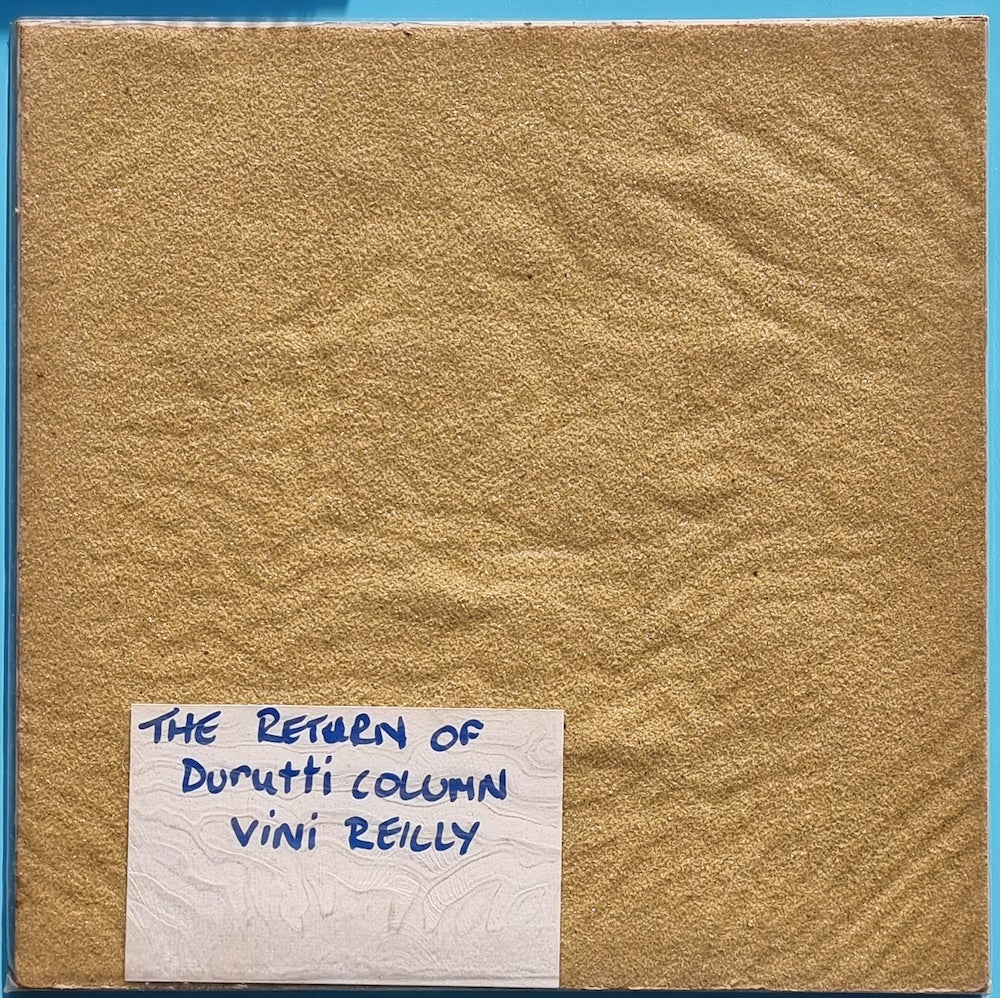 THE RETURN OF
Durutti COLUMN
ViNi REILLY